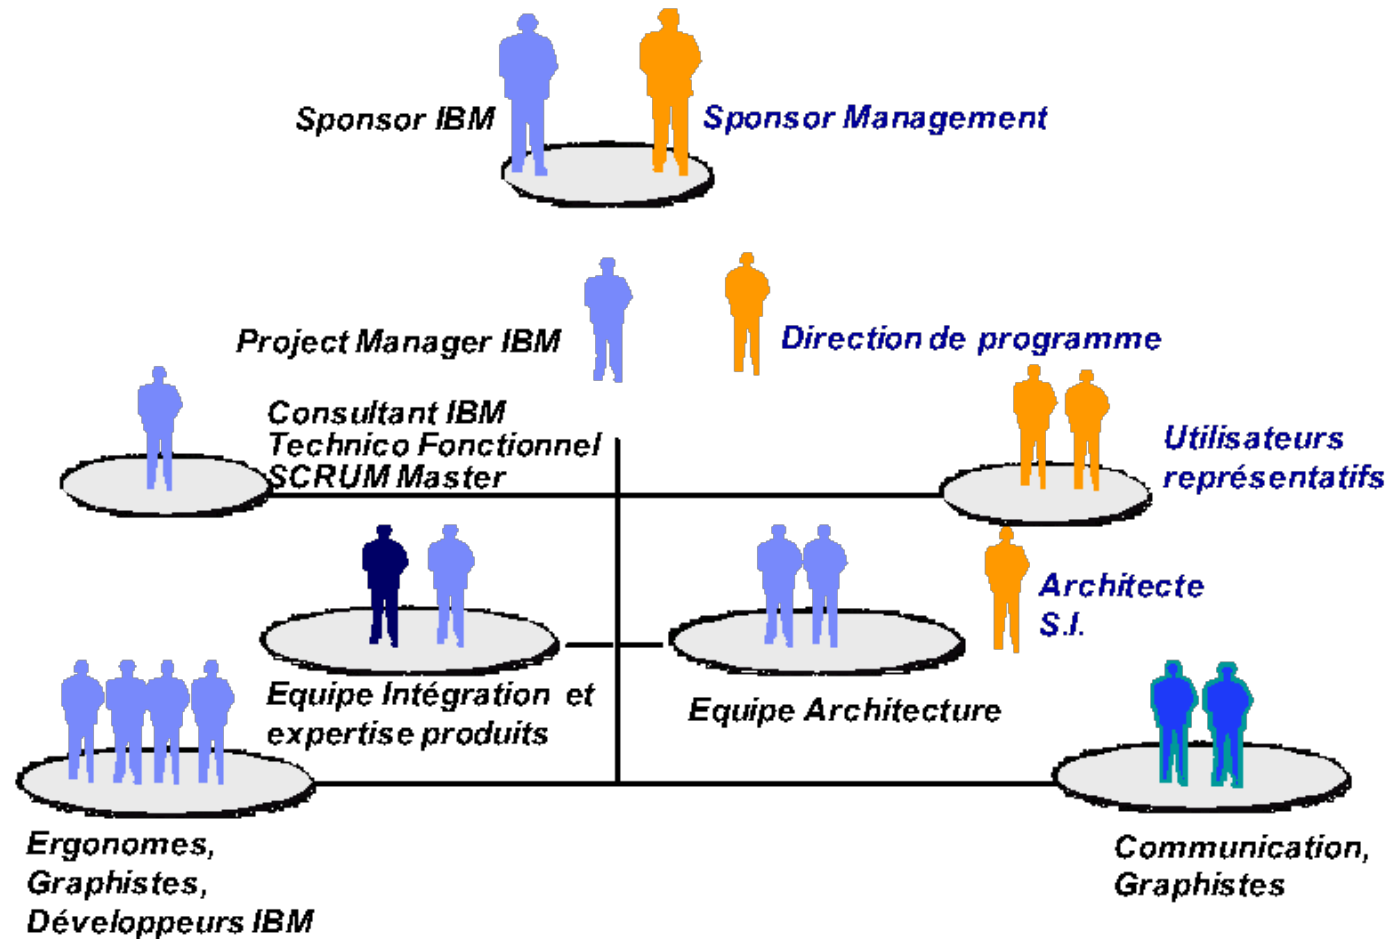 Sponsor IBM
Sponsor Management
Project Manager IBM
Direction de programme
Consultant IBM
Technico Fonctionnel
SCRUM Master
Utilisateurs
représentatifs
Architecte
S.I.
Equipe Intégration et
expertise produits
Equipe Architecture
Ergonomes,
Graphistes,
Développeurs IBM
Communication,
Graphistes